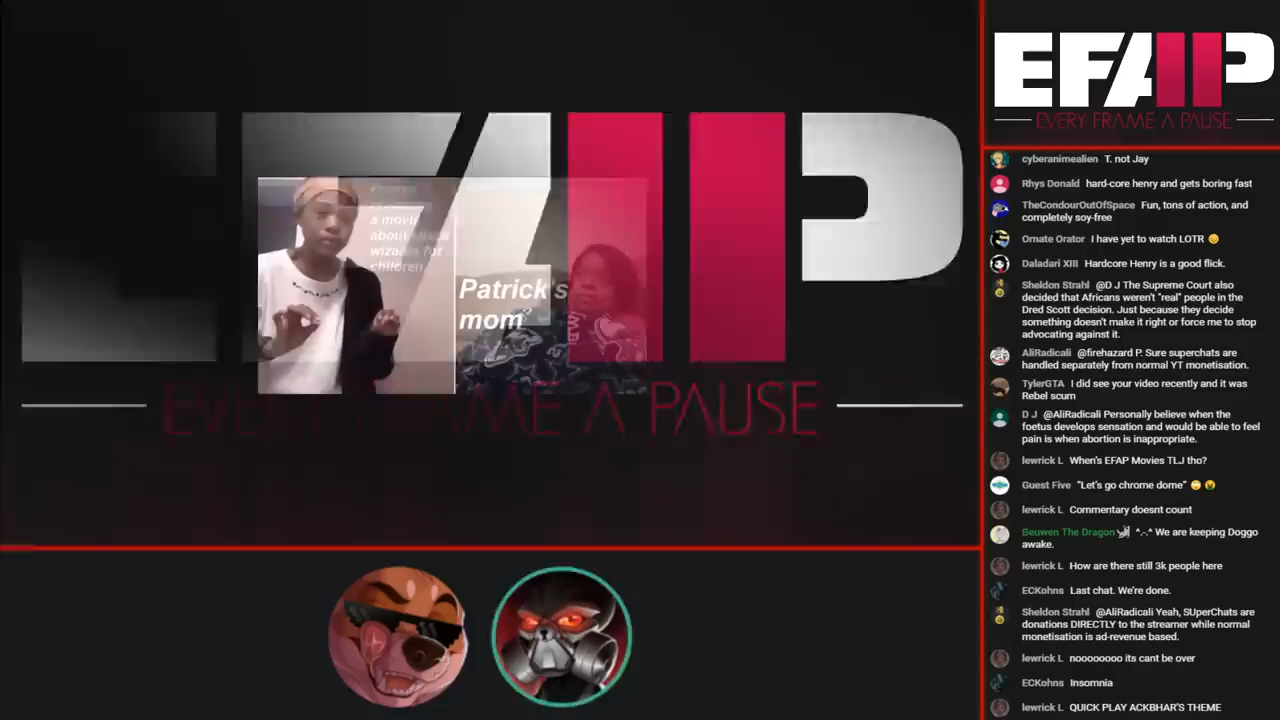 EFAP
EVERY FRAME A PAUSE
a movie
about
wizards for
children
Patrick's
mom
EFAP
EVERY FRAME A PAUSE
cyberanimealien T. not Jay
Rhys Donald hard-core henry and gets boring fast
TheCondourOutOfSpace Fun, tons of action, and
completely soy-free
Ornate Orator I have yet to watch LOTR 😕
Daladari XIII Hardcore Henry is a good flick.
Sheldon Strahl @D J The Supreme Court also
decided that Africans weren't "real" people in the
Dred Scott decision. Just because they decide
something doesn't make it right or force me to stop
advocating against it.
AliRadicali @firehazard P. Sure superchats are
handled separately from normal YT monetisation.
TylerGTA I did see your video recently and it was
Rebel scum
D J @AliRadicali Personally believe when the
foetus develops sensation and would be able to feel
pain is when abortion is inappropriate.
lewrick L When's EFAP Movies TLJ tho?
Guest Five "Let's go chrome dome" 🙄 🤮
lewrick L Commentary doesnt count
Beuwen The Dragon ^.-.^ We are keeping Doggo
awake.
lewrick L How are there still 3k people here
ECKohns Last chat. We're done.
Sheldon Strahl @AliRadicali Yeah, SUperChats are
donations DIRECTLY to the streamer while normal
monetisation is ad-revenue based.
lewrick L noooooooo its cant be over
ECKohns Insomnia
lewrick L QUICK PLAY ACKBHAR'S THEME